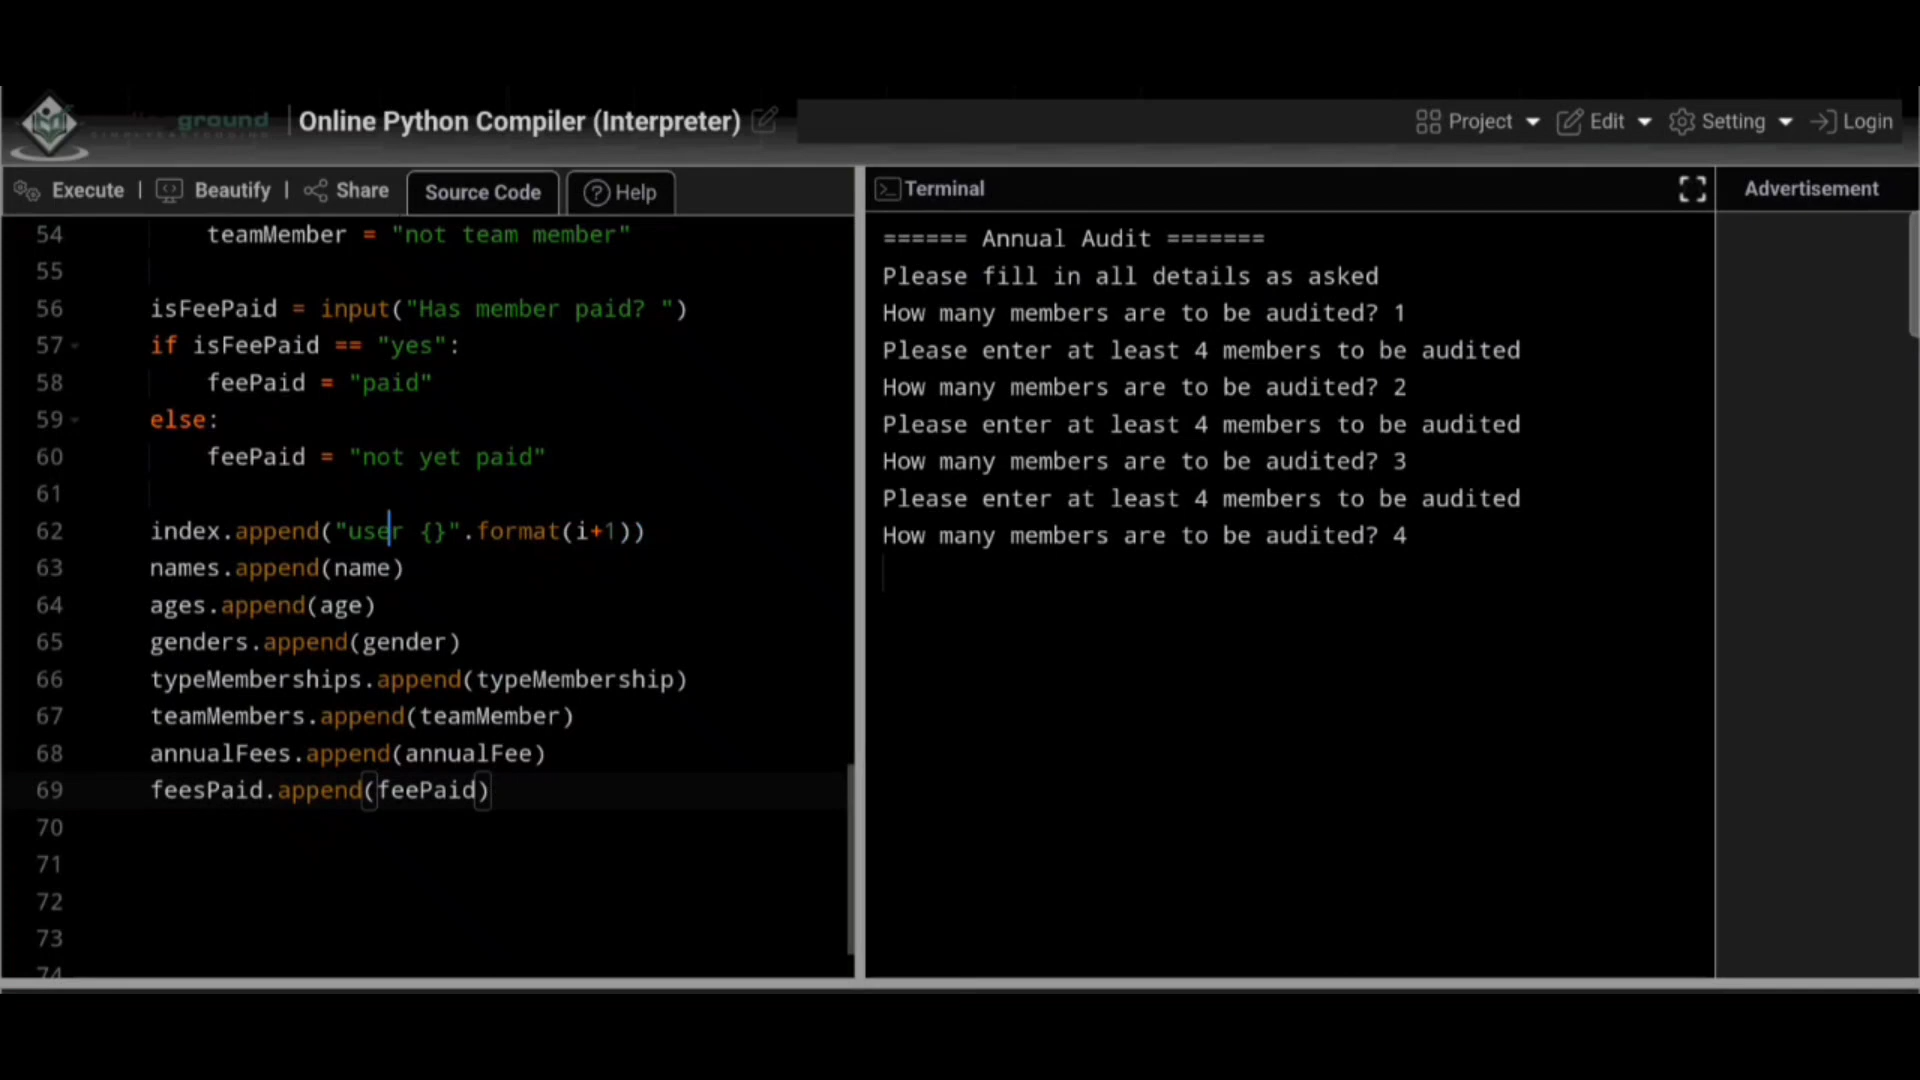 ground | Online Python Compiler (Interpreter)
Project Edit Setting Login
Execute | Beautify | Share Source Code ? Help
>_ Terminal
Advertisement
54 teamMember = "not team member"
55
56 isFeePaid = input("Has member paid? ")
57 if isFeePaid == "yes":
58 feePaid = "paid"
59 else:
60 feePaid = "not yet paid"
61
62 index.append("user {}".format(i+1))
63 names.append(name)
64 ages.append(age)
65 genders.append(gender)
66 typeMemberships.append(typeMembership)
67 teamMembers.append(teamMember)
68 annualFees.append(annualFee)
69 feesPaid.append(feePaid)
70
71
72
73
74
====== Annual Audit =======
Please fill in all details as asked
How many members are to be audited? 1
Please enter at least 4 members to be audited
How many members are to be audited? 2
Please enter at least 4 members to be audited
How many members are to be audited? 3
Please enter at least 4 members to be audited
How many members are to be audited? 4